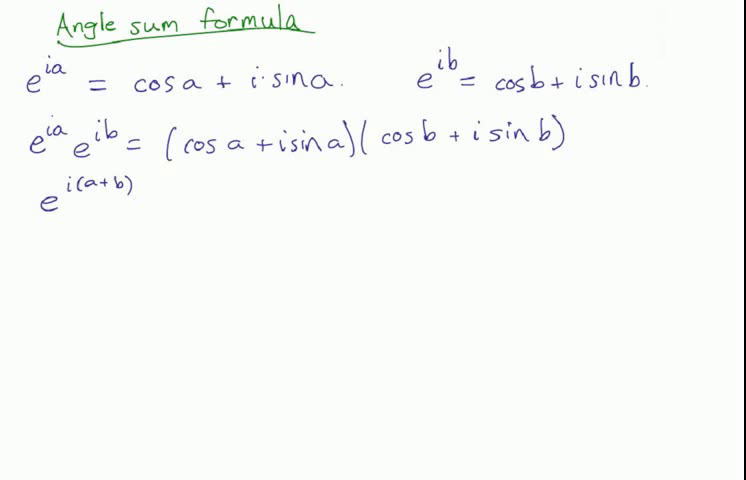 Angle sum formula
e^{ia} = cos a + i·sin a. e^{ib} = cos b + i sin b.
e^{ia} e^{ib} = (cos a + i sin a)(cos b + i sin b)
e^{i(a+b)}